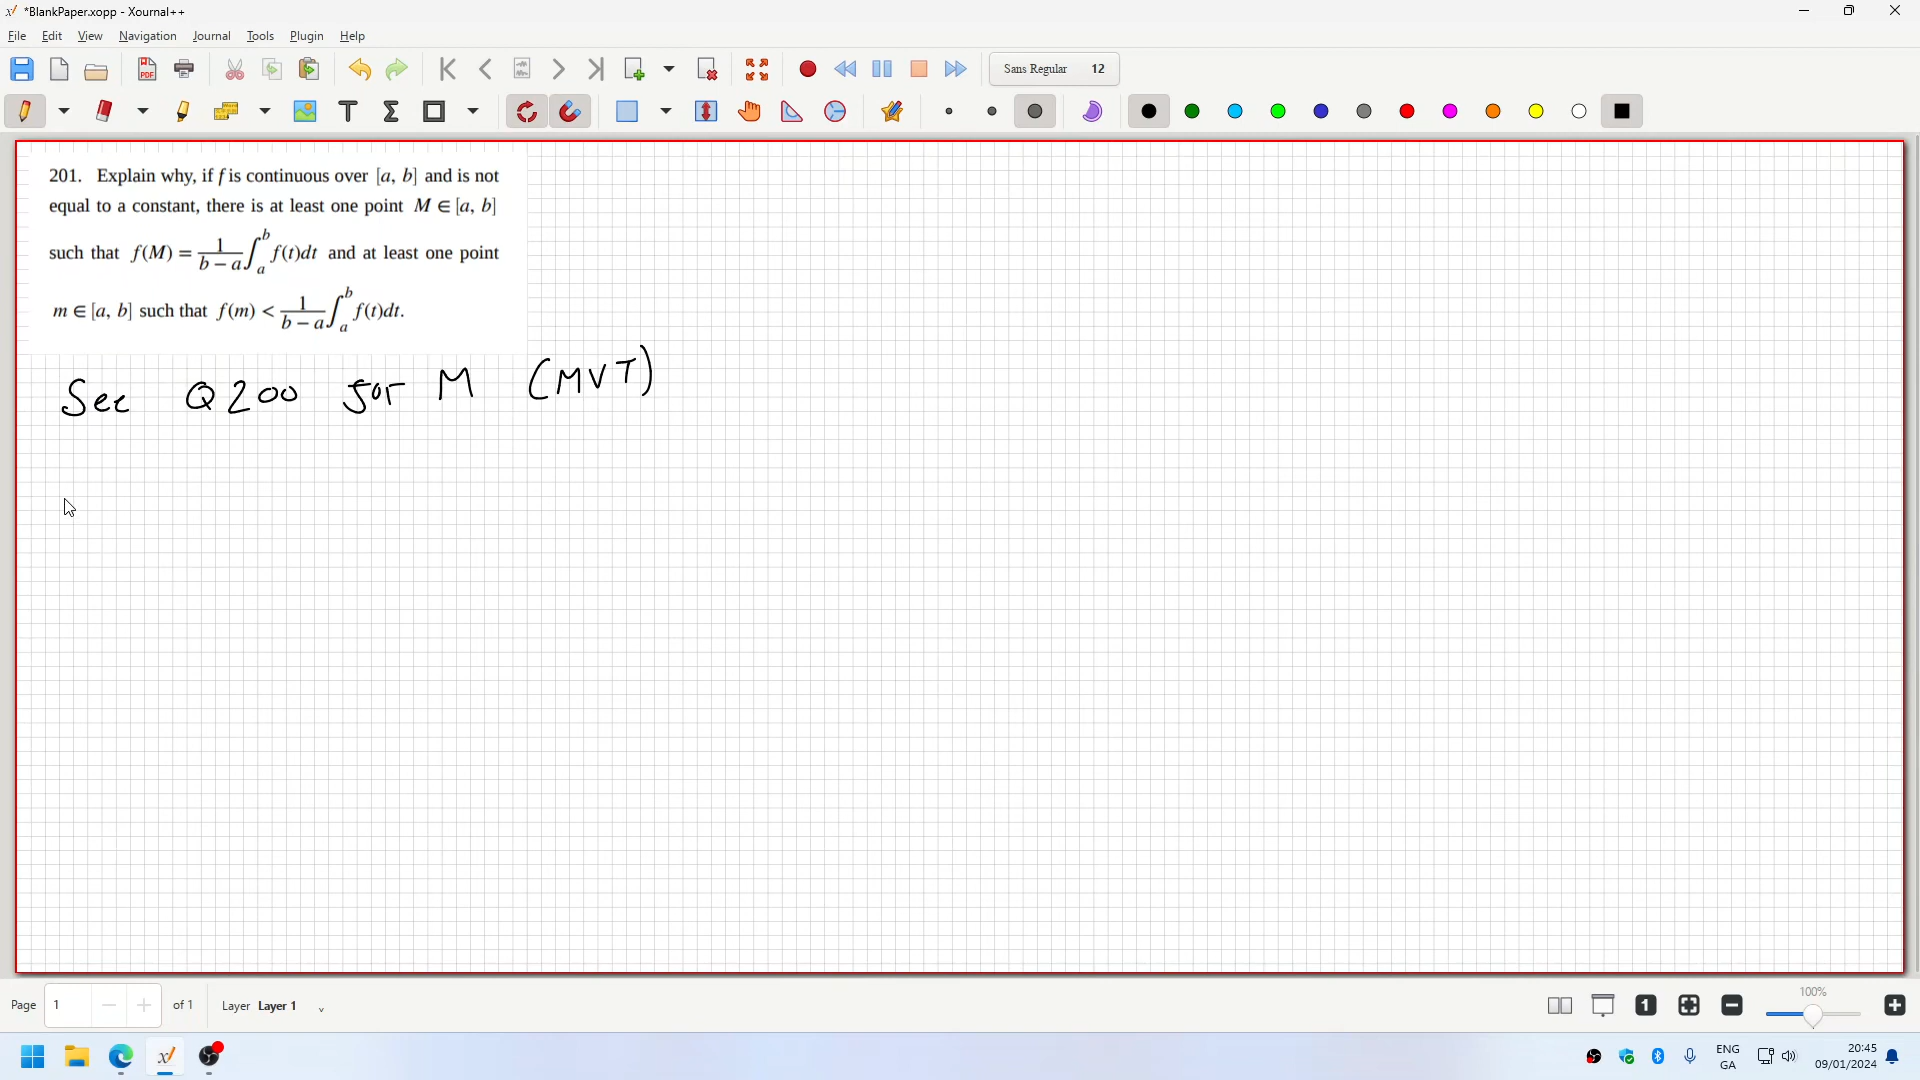 *BlankPaper.xopp - Xournal++
File Edit View Navigation Journal Tools Plugin Help
PDF
Sans Regular 12
201. Explain why, if f is continuous over [a, b] and is not
equal to a constant, there is at least one point M ∈ [a, b]
such that f(M) = 1/(b − a) ∫_a^b f(t)dt and at least one point
m ∈ [a, b] such that f(m) < 1/(b − a) ∫_a^b f(t)dt.
See Q200 for M (MVT)
Page 1 of 1 Layer Layer 1
100%
1
ENG
GA
20:45
09/01/2024